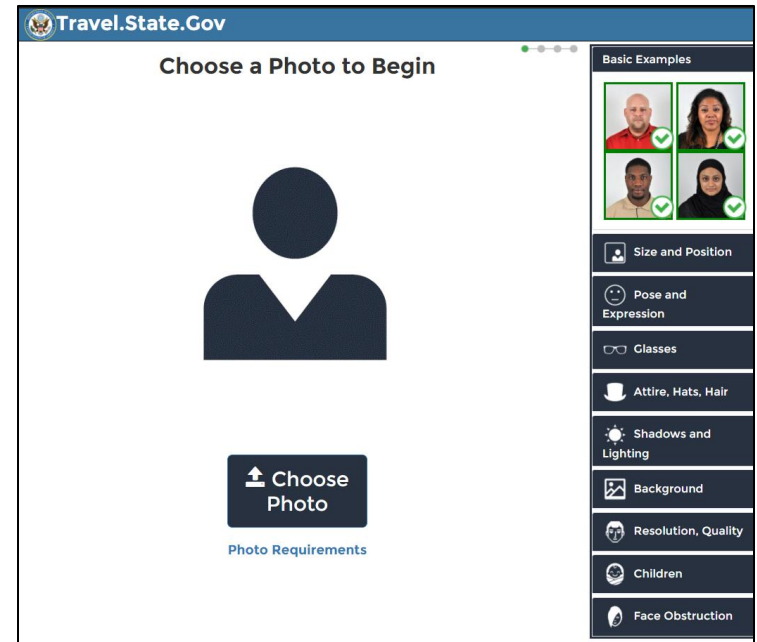 Travel.State.Gov
Choose a Photo to Begin
Choose
Photo
Photo Requirements
Basic Examples
Size and Position
Pose and
Expression
Glasses
Attire, Hats, Hair
Shadows and
Lighting
Background
Resolution, Quality
Children
Face Obstruction